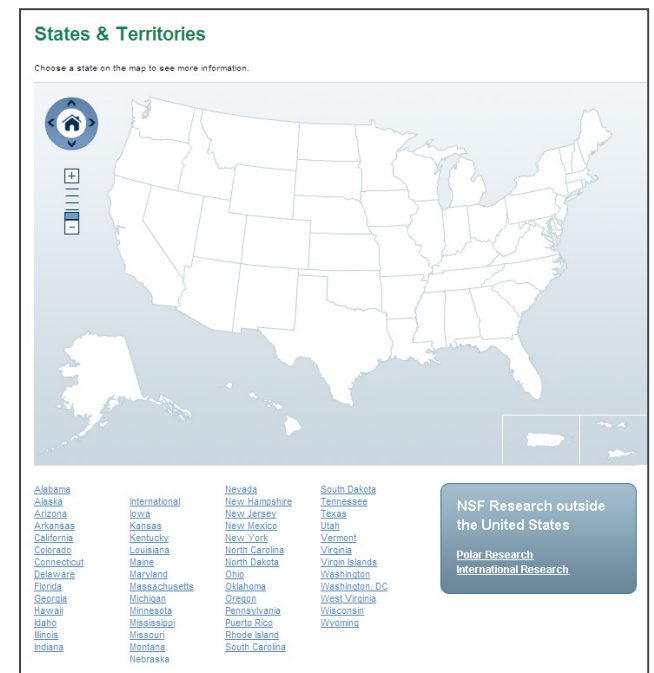 States & Territories
Choose a state on the map to see more information.
+
-
Alabama
Alaska
Arizona
Arkansas
California
Colorado
Connecticut
Delaware
Florida
Georgia
Hawaii
Idaho
Illinois
Indiana
International
Iowa
Kansas
Kentucky
Louisiana
Maine
Maryland
Massachusetts
Michigan
Minnesota
Mississippi
Missouri
Montana
Nebraska
Nevada
New Hampshire
New Jersey
New Mexico
New York
North Carolina
North Dakota
Ohio
Oklahoma
Oregon
Pennsylvania
Puerto Rico
Rhode Island
South Carolina
South Dakota
Tennessee
Texas
Utah
Vermont
Virginia
Virgin Islands
Washington
Washington, DC
West Virginia
Wisconsin
Wyoming
NSF Research outside
the United States
Polar Research
International Research